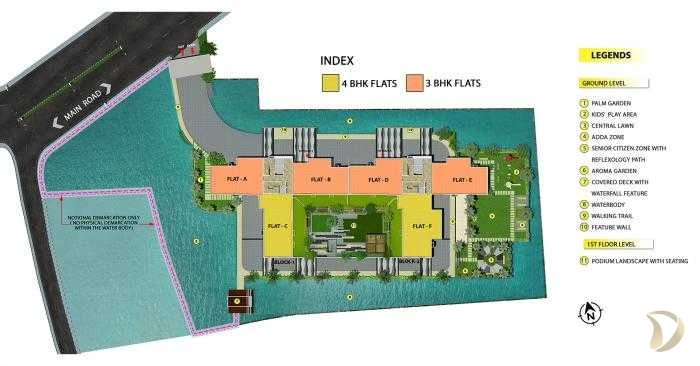 INDEX
4 BHK FLATS
3 BHK FLATS
MAIN ROAD
NOTIONAL DEMARCATION ONLY
(NO PHYSICAL DEMARCATION
WITHIN THE WATER BODY)
FLAT - A
FLAT - B
FLAT - D
FLAT - E
FLAT - C
FLAT - F
BLOCK-1
BLOCK-2
LEGENDS
GROUND LEVEL
1 PALM GARDEN
2 KIDS' PLAY AREA
3 CENTRAL LAWN
4 ADDA ZONE
5 SENIOR CITIZEN ZONE WITH
REFLEXOLOGY PATH
6 AROMA GARDEN
7 COVERED DECK WITH
WATERFALL FEATURE
8 WATERBODY
9 WALKING TRAIL
10 FEATURE WALL
1ST FLOOR LEVEL
11 PODIUM LANDSCAPE WITH SEATING
N